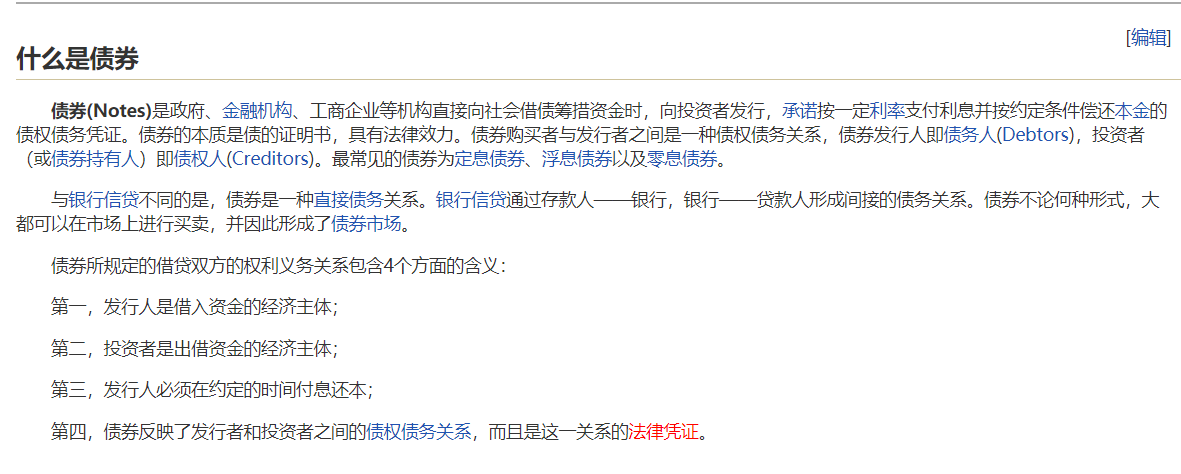 [编辑]
什么是债券
债券(Notes)是政府、金融机构、工商企业等机构直接向社会借债筹措资金时，向投资者发行，承诺按一定利率支付利息并按约定条件偿还本金的
债权债务凭证。债券的本质是债的证明书，具有法律效力。债券购买者与发行者之间是一种债权债务关系，债券发行人即债务人(Debtors)，投资者
（或债券持有人）即债权人(Creditors)。最常见的债券为定息债券、浮息债券以及零息债券。
与银行信贷不同的是，债券是一种直接债务关系。银行信贷通过存款人——银行，银行——贷款人形成间接的债务关系。债券不论何种形式，大
都可以在市场上进行买卖，并因此形成了债券市场。
债券所规定的借贷双方的权利义务关系包含4个方面的含义：
第一，发行人是借入资金的经济主体；
第二，投资者是出借资金的经济主体；
第三，发行人必须在约定的时间付息还本；
第四，债券反映了发行者和投资者之间的债权债务关系，而且是这一关系的法律凭证。